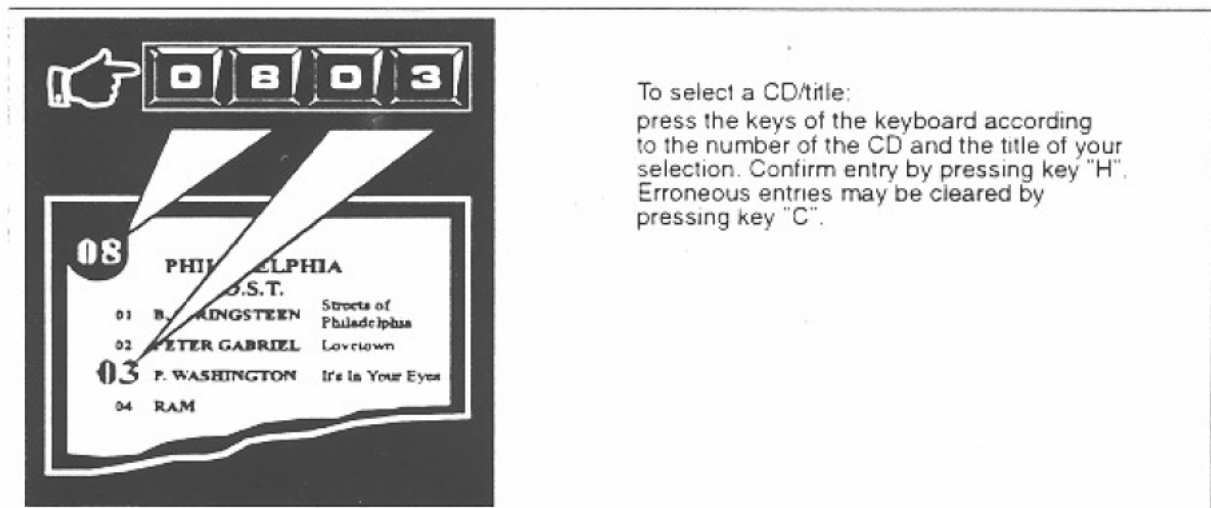 0 8 0 3
To select a CD/title:
press the keys of the keyboard according
to the number of the CD and the title of your
selection. Confirm entry by pressing key "H".
Erroneous entries may be cleared by
pressing key "C".
08
03
01
Streets of
Philadelphia
02 PETER GABRIEL Lovetown
P. WASHINGTON It's In Your Eyes
04 RAM